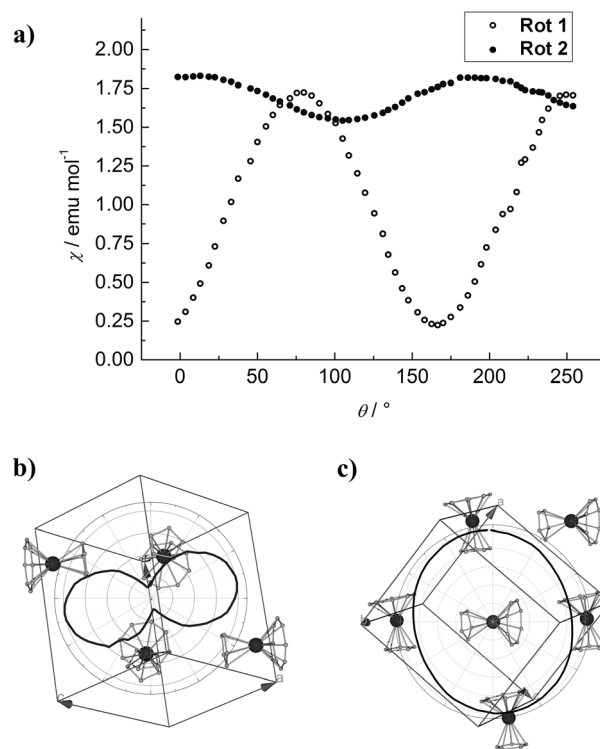 a)
Rot 1
Rot 2
2.00
1.75
1.50
1.25
1.00
0.75
0.50
0.25
0.00
χ / emu mol⁻¹
0 50 100 150 200 250
θ / °
b)
c)
a
c
a